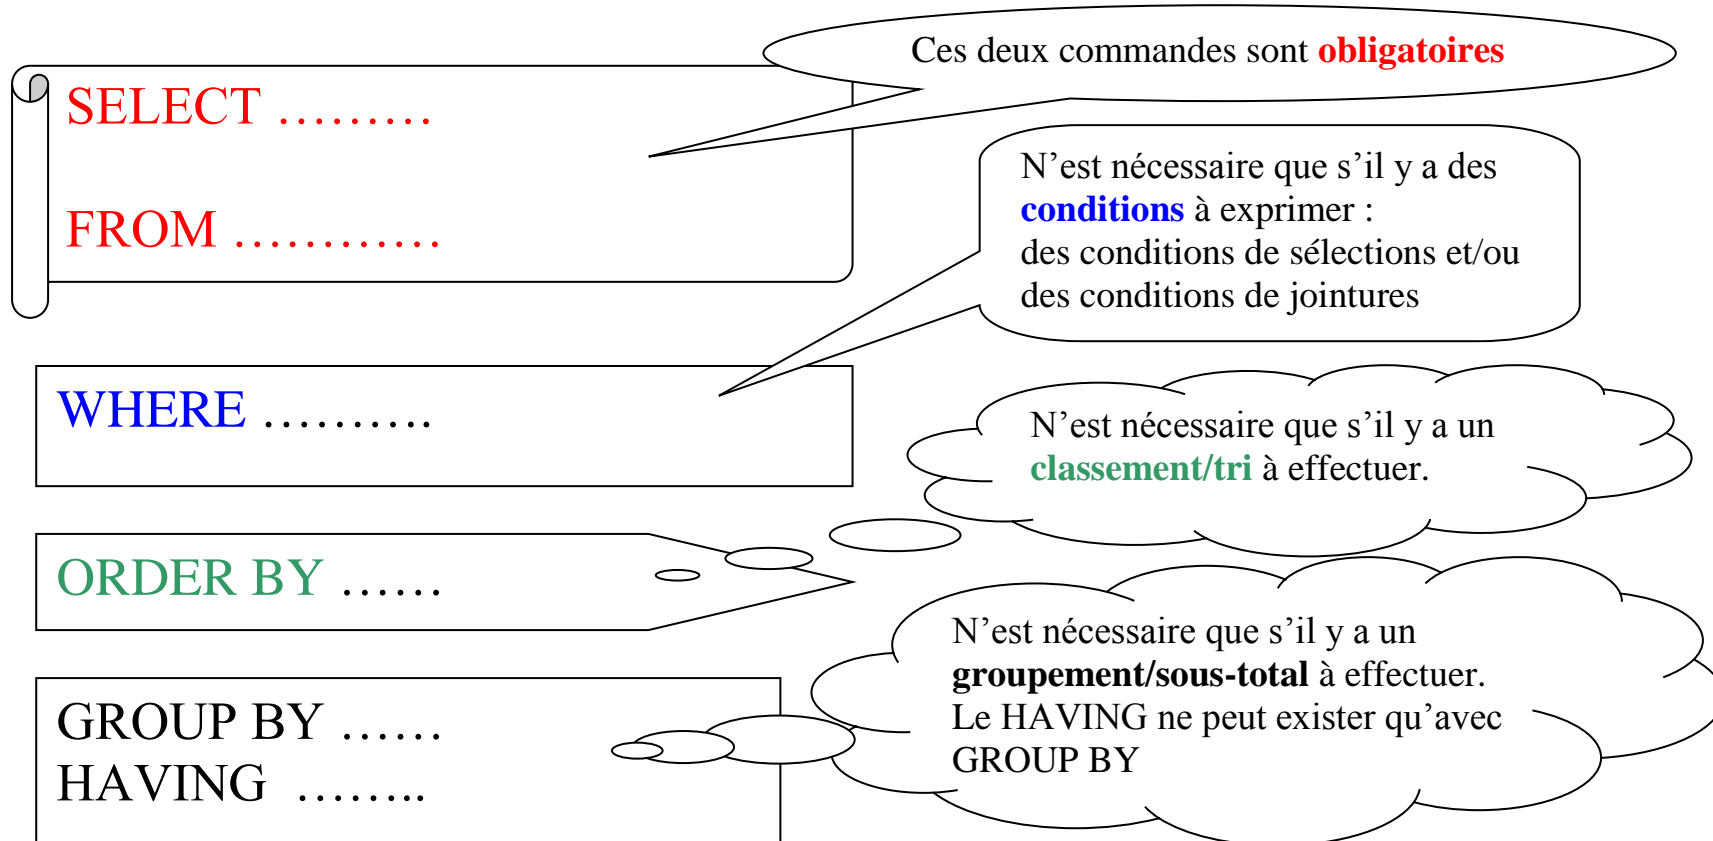 Ces deux commandes sont obligatoires
SELECT ………
FROM …………
N’est nécessaire que s’il y a des
conditions à exprimer :
des conditions de sélections et/ou
des conditions de jointures
WHERE ……….
N’est nécessaire que s’il y a un
classement/tri à effectuer.
ORDER BY ……
N’est nécessaire que s’il y a un
groupement/sous-total à effectuer.
Le HAVING ne peut exister qu’avec
GROUP BY
GROUP BY ……
HAVING ……..